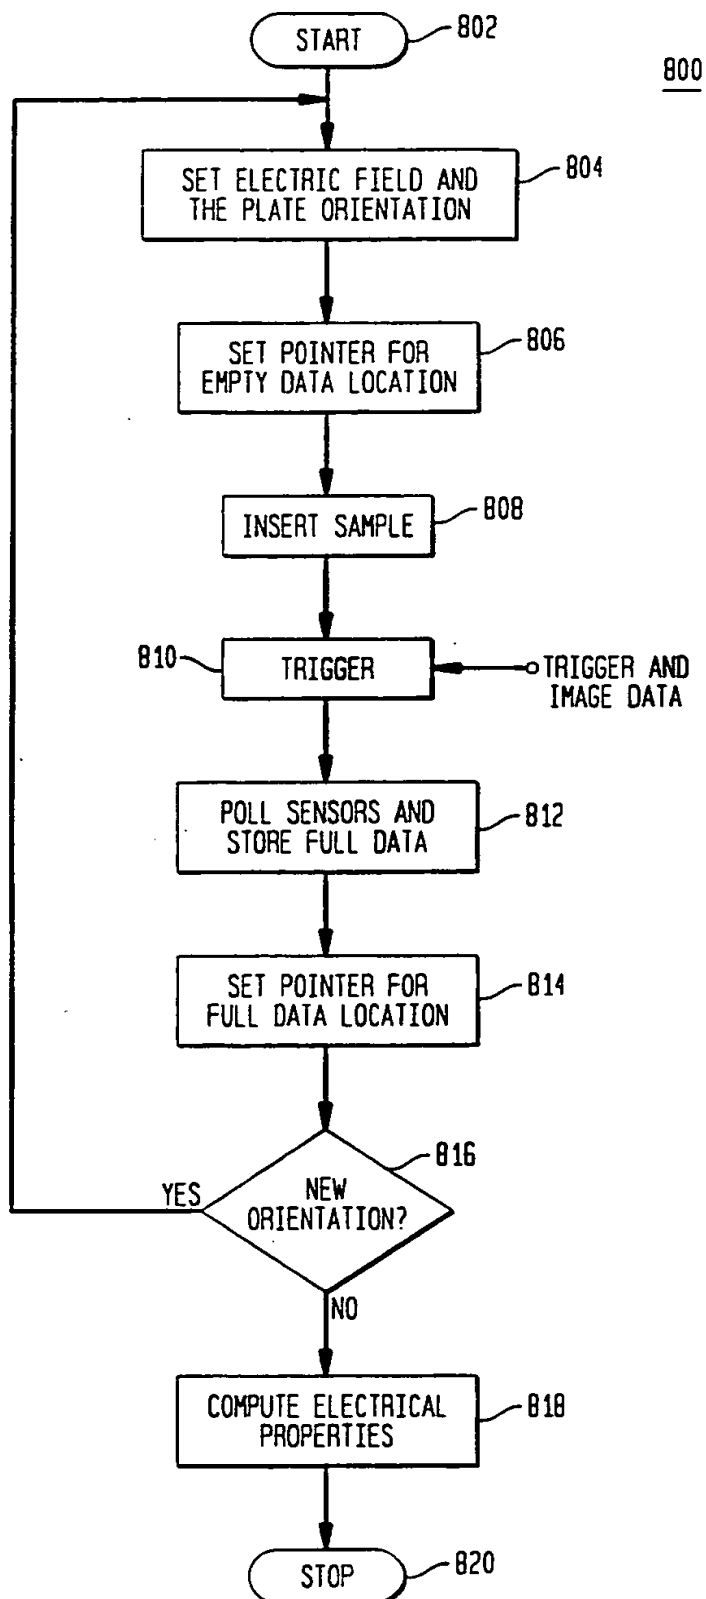 START
802
800
SET ELECTRIC FIELD AND
THE PLATE ORIENTATION
804
SET POINTER FOR
EMPTY DATA LOCATION
806
INSERT SAMPLE
808
810
TRIGGER
TRIGGER AND
IMAGE DATA
POLL SENSORS AND
STORE FULL DATA
812
SET POINTER FOR
FULL DATA LOCATION
814
816
YES
NEW
ORIENTATION?
NO
COMPUTE ELECTRICAL
PROPERTIES
818
STOP
820